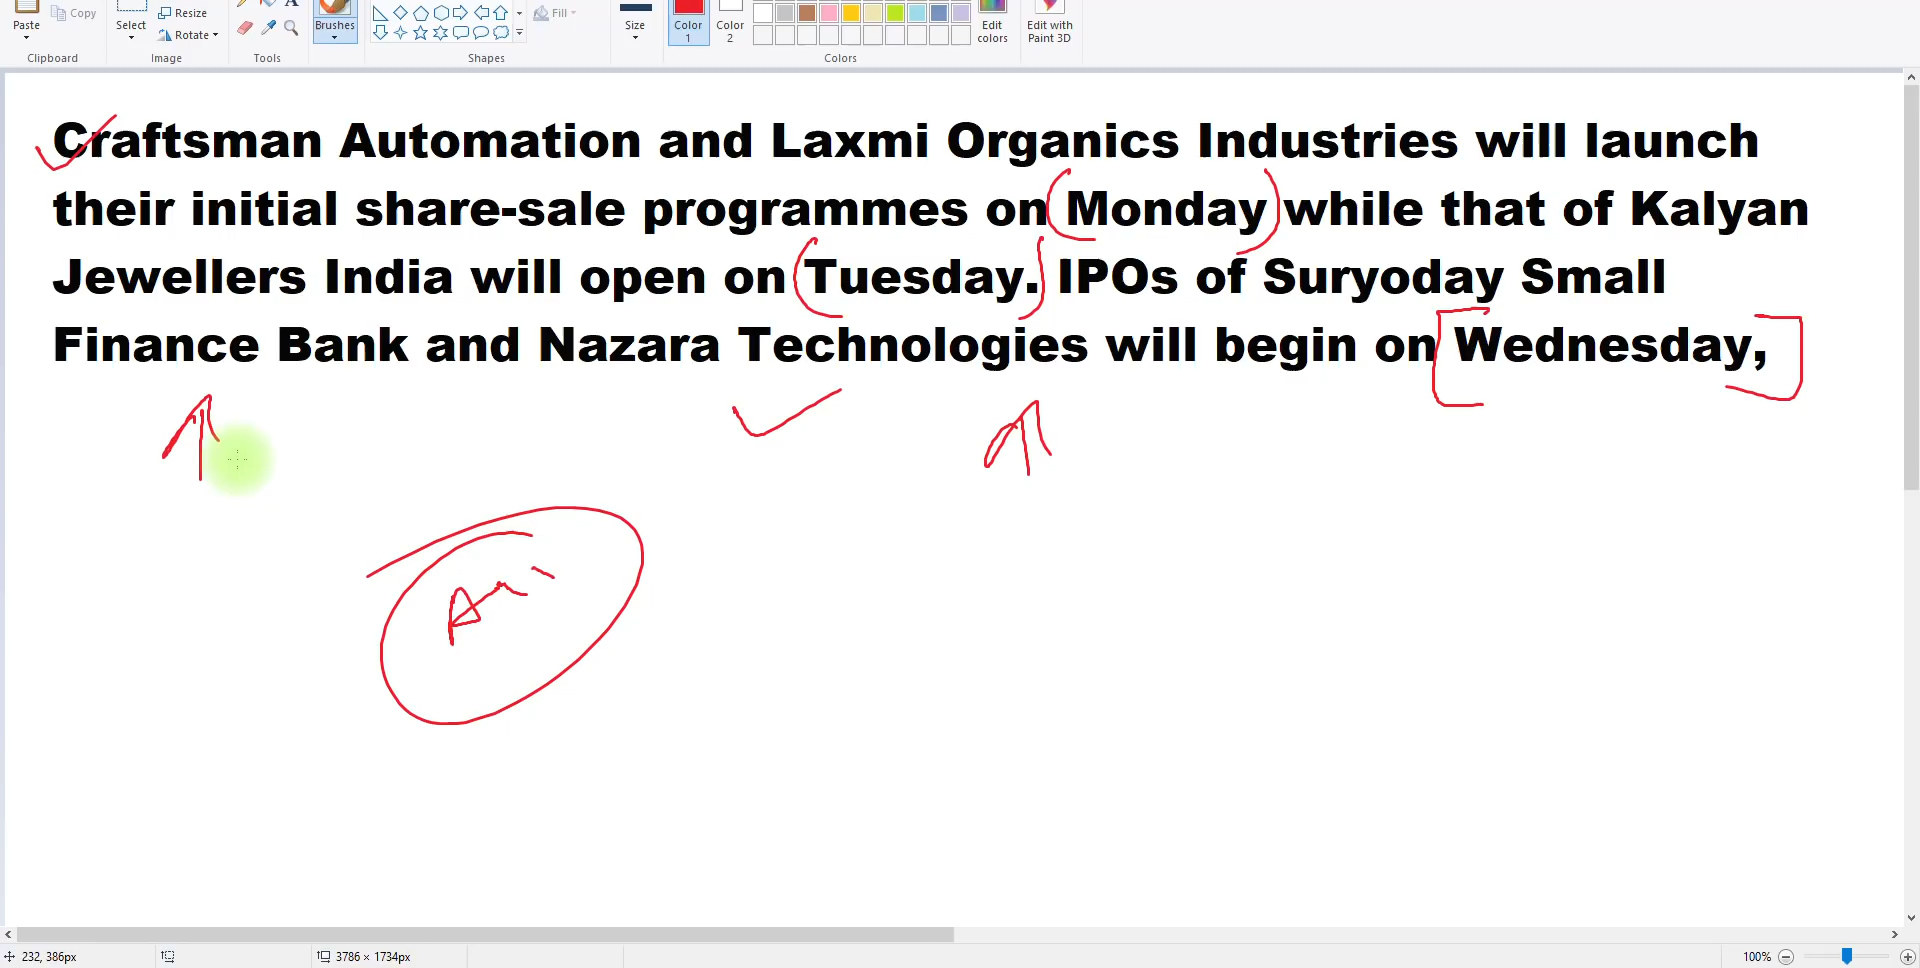 Paste
Copy
Select
Resize
Rotate
Brushes
Fill
Size
Color 1
Color 2
Edit colors
Edit with Paint 3D
Clipboard
Image
Tools
Shapes
Colors
Craftsman Automation and Laxmi Organics Industries will launch
their initial share-sale programmes on Monday while that of Kalyan
Jewellers India will open on Tuesday. IPOs of Suryoday Small
Finance Bank and Nazara Technologies will begin on Wednesday,
232, 386px
3786 × 1734px
100%